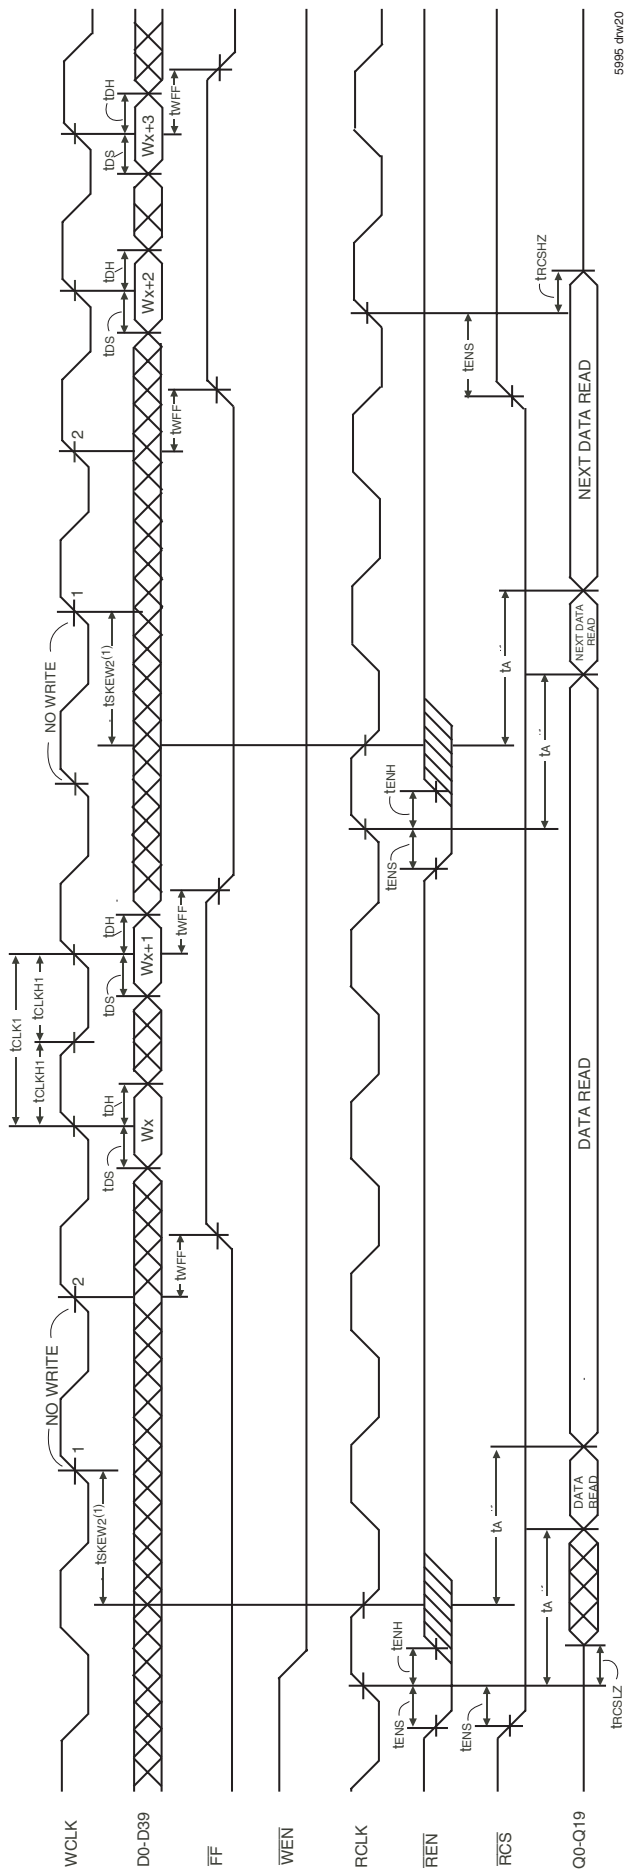 tCLK1
tCLKH1 tCLKH1
NO WRITE NO WRITE
WCLK 1 2 1 2
tSKEW2(1) tDS tDH tDS tDH tSKEW2(1) tDS tDH tDS tDH
D0-D39 Wx Wx+1 Wx+2 Wx+3
tWFF tWFF tWFF tWFF
FF
WEN
RCLK
tENS tENH tENS tENH
REN
tENS tENS
RCS
tA tA tRCSHZ
tA tA
Q0-Q19 DATA READ DATA READ NEXT DATA READ NEXT DATA READ
tRCSLZ
5995 drw20